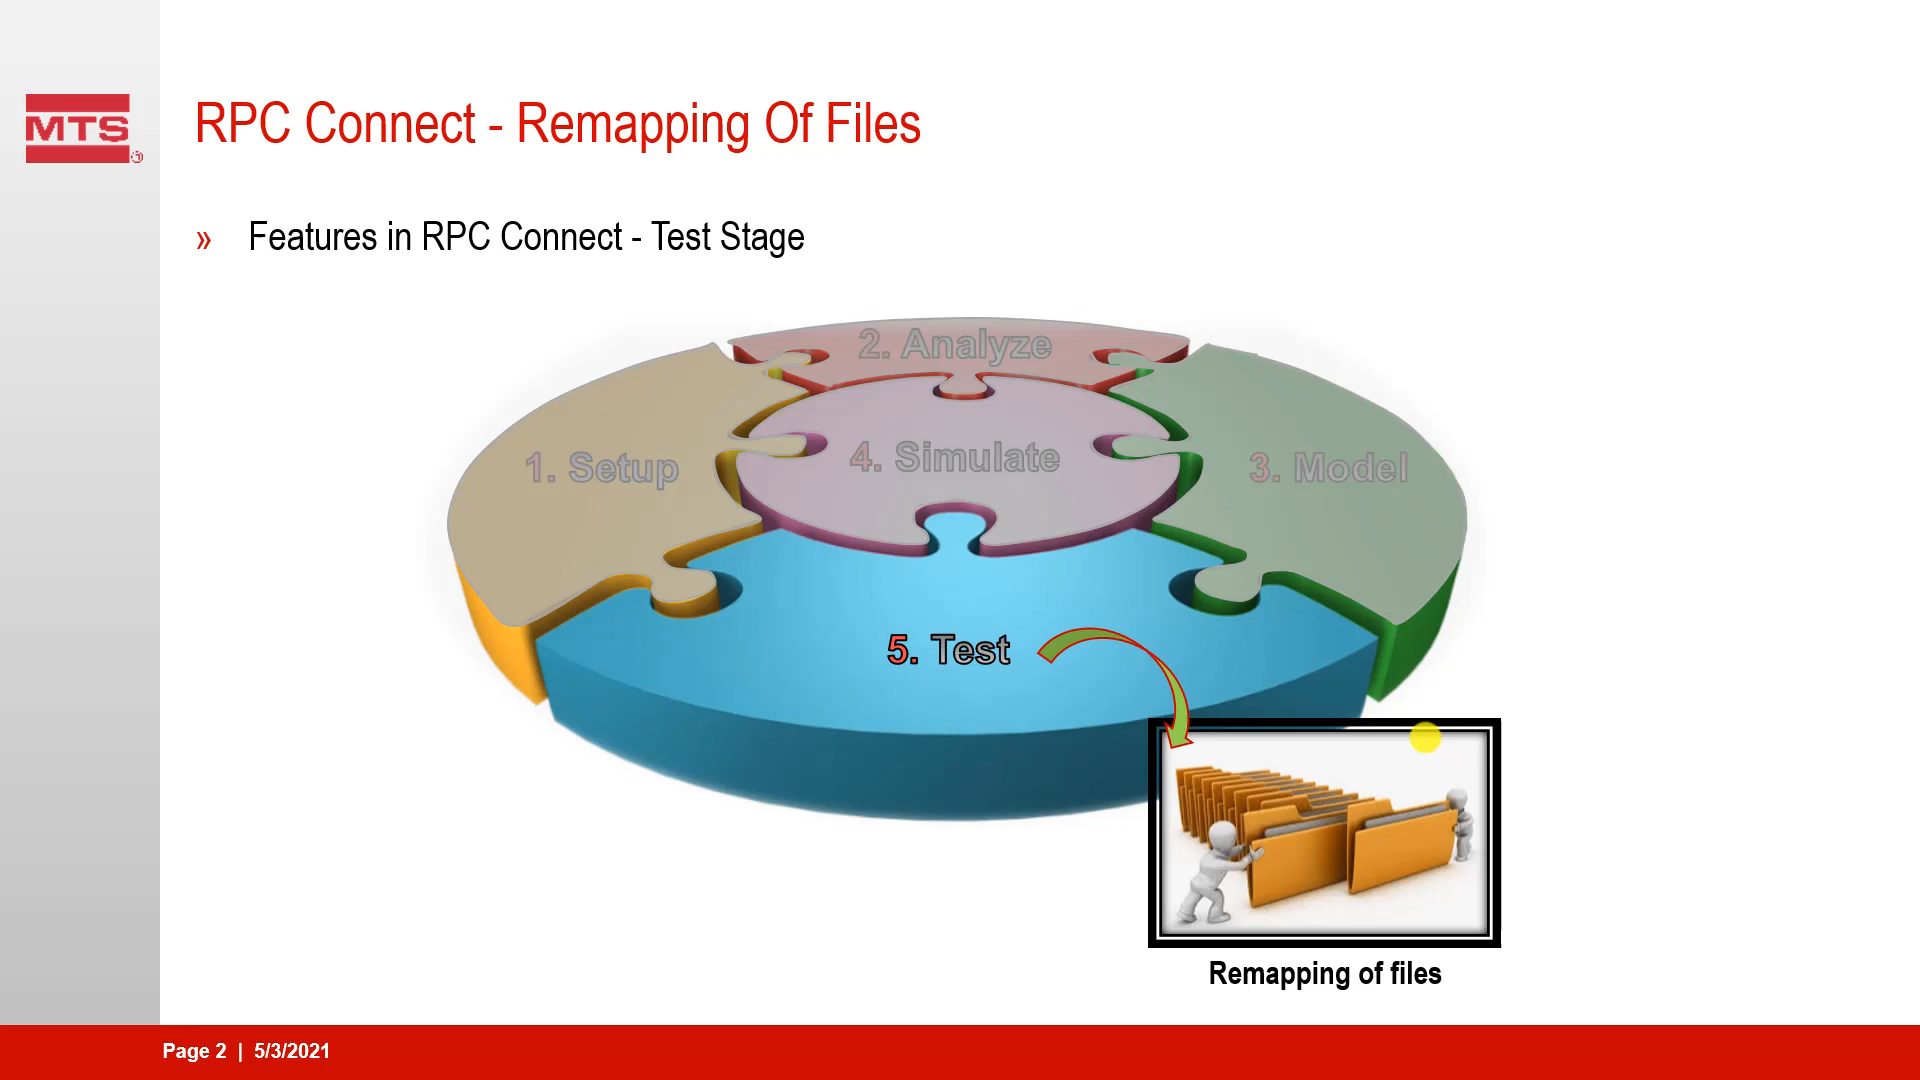 MTS
RPC Connect - Remapping Of Files
» Features in RPC Connect - Test Stage
2. Analyze
1. Setup
4. Simulate
3. Model
5. Test
Remapping of files
Page 2 | 5/3/2021